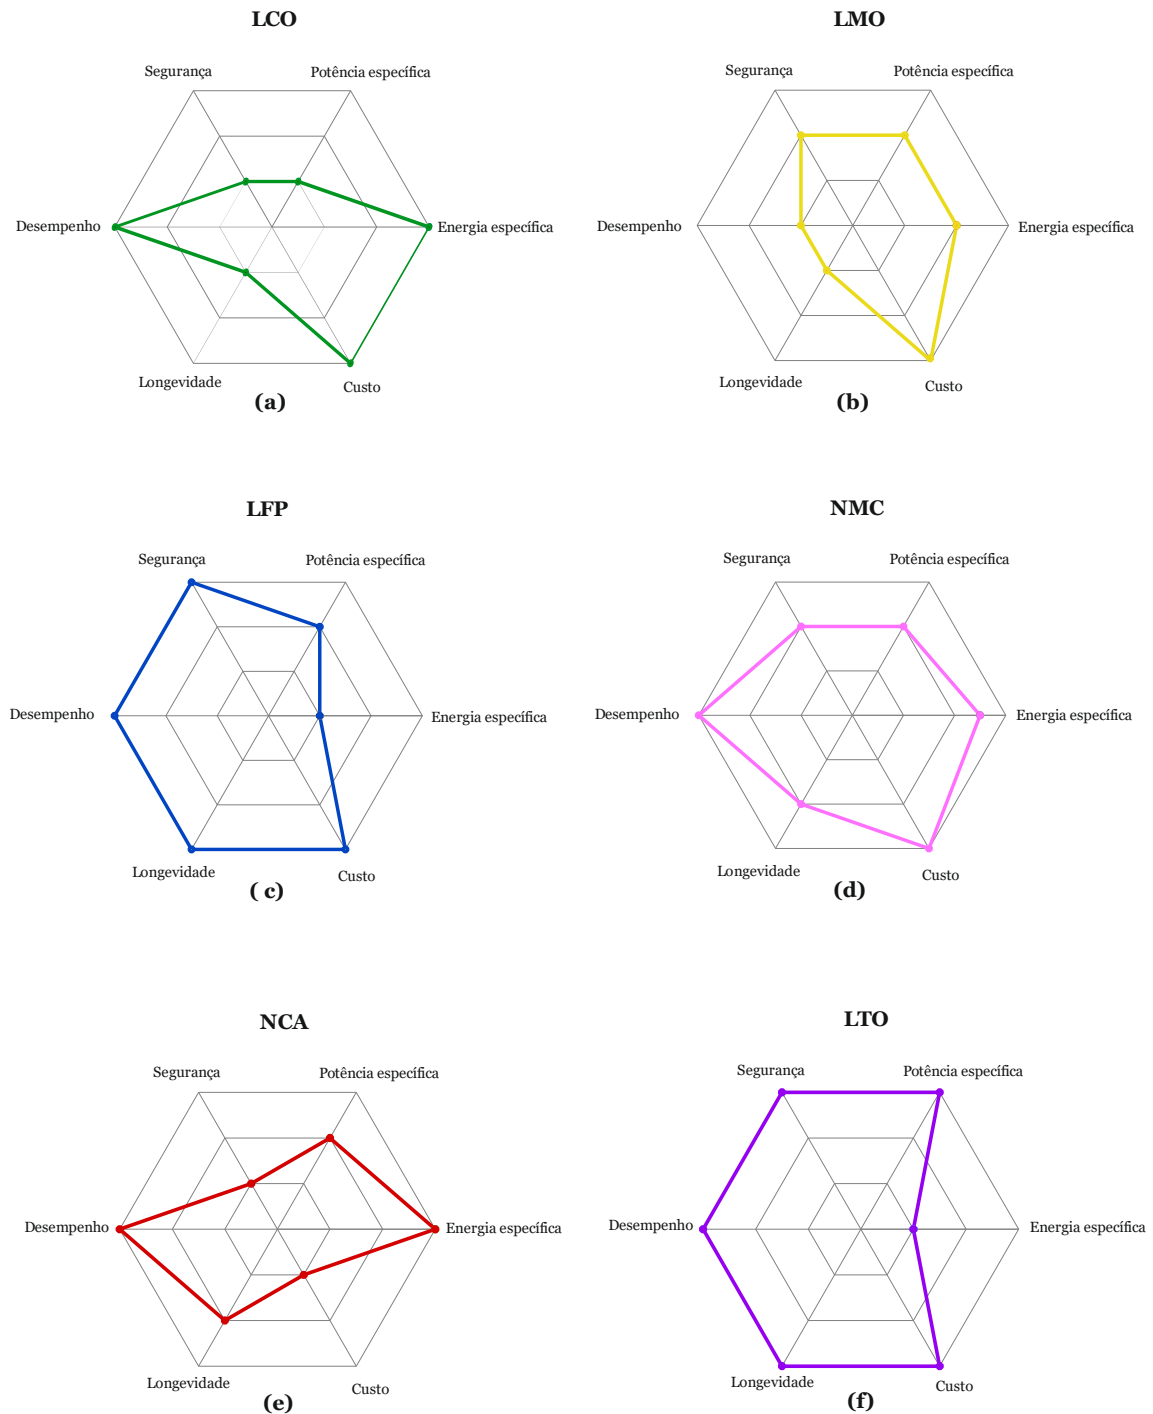 LCO
Segurança
Potência específica
Desempenho
Energia específica
Longevidade
Custo
(a)
LMO
Segurança
Potência específica
Desempenho
Energia específica
Longevidade
Custo
(b)
LFP
Segurança
Potência específica
Desempenho
Energia específica
Longevidade
Custo
( c)
NMC
Segurança
Potência específica
Desempenho
Energia específica
Longevidade
Custo
(d)
NCA
Segurança
Potência específica
Desempenho
Energia específica
Longevidade
Custo
(e)
LTO
Segurança
Potência específica
Desempenho
Energia específica
Longevidade
Custo
(f)